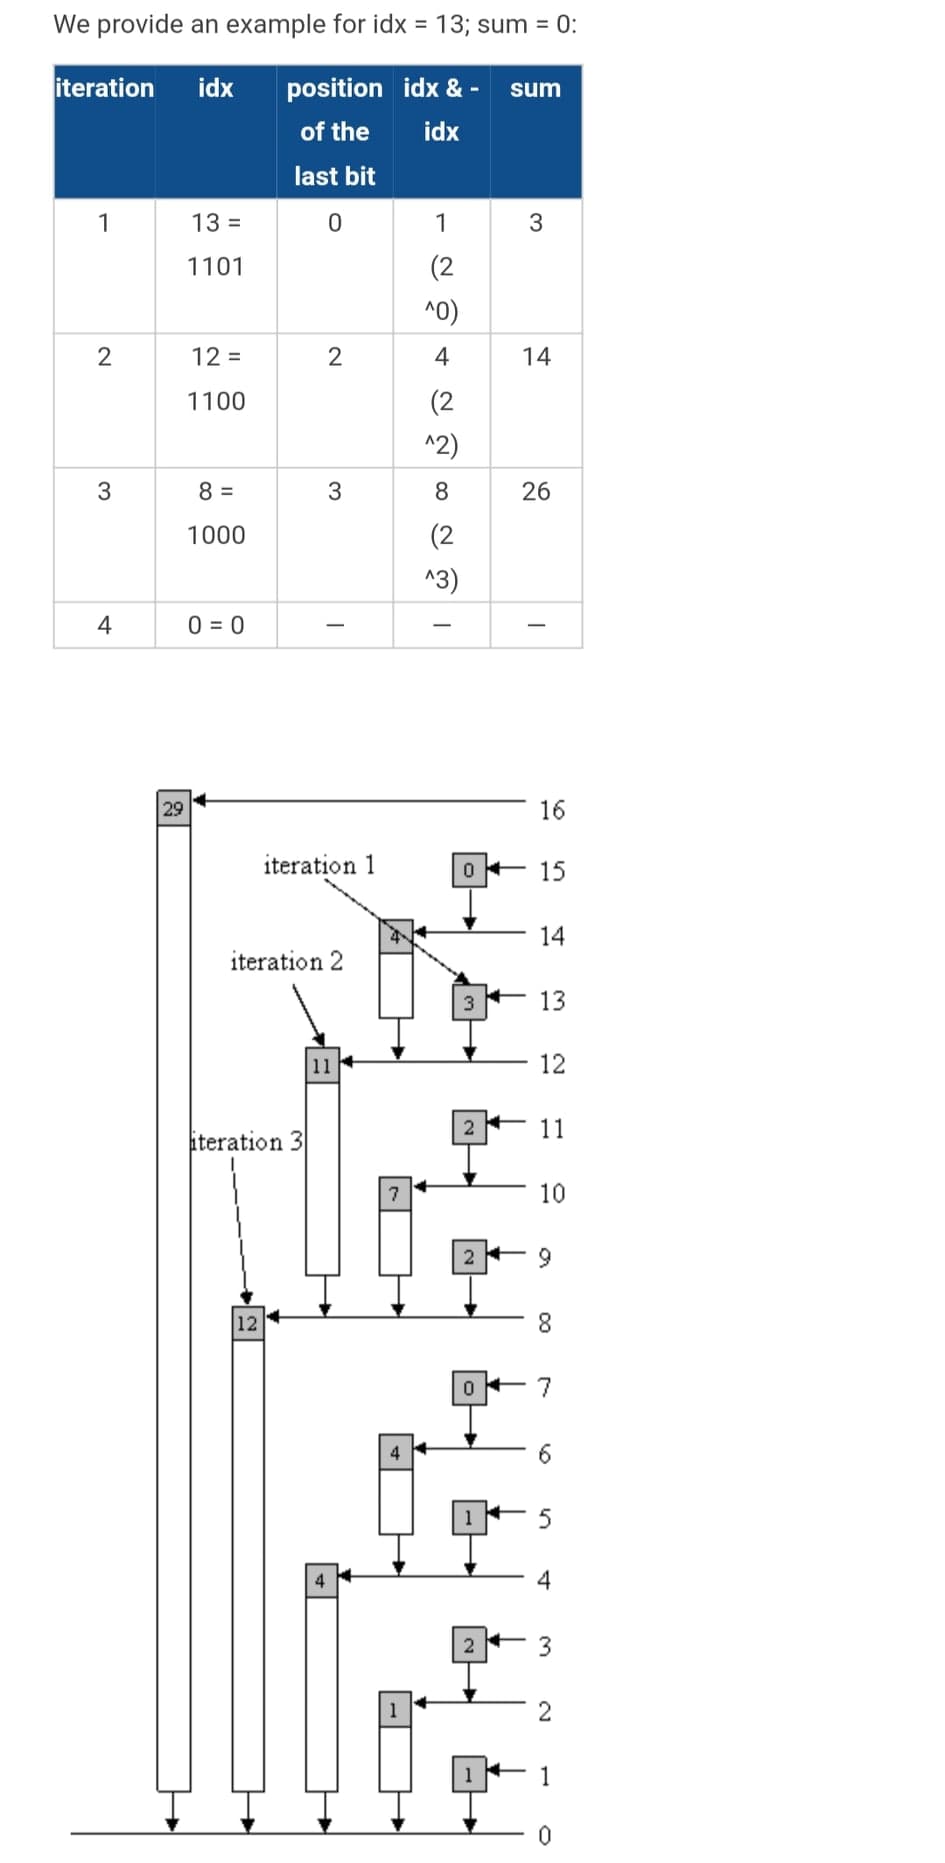 We provide an example for idx = 13; sum = 0:
iteration idx position idx & - sum
of the idx
last bit
1 13 = 0 1 3
1101 (2
^0)
2 12 = 2 4 14
1100 (2
^2)
3 8 = 3 8 26
1000 (2
^3)
4 0 = 0 – – –
29 16
iteration 1 0 15
4 14
iteration 2
3 13
11 12
iteration 3 2 11
7 10
2 9
12 8
0 7
4 6
1 5
4 4
2 3
1 2
1 1
0